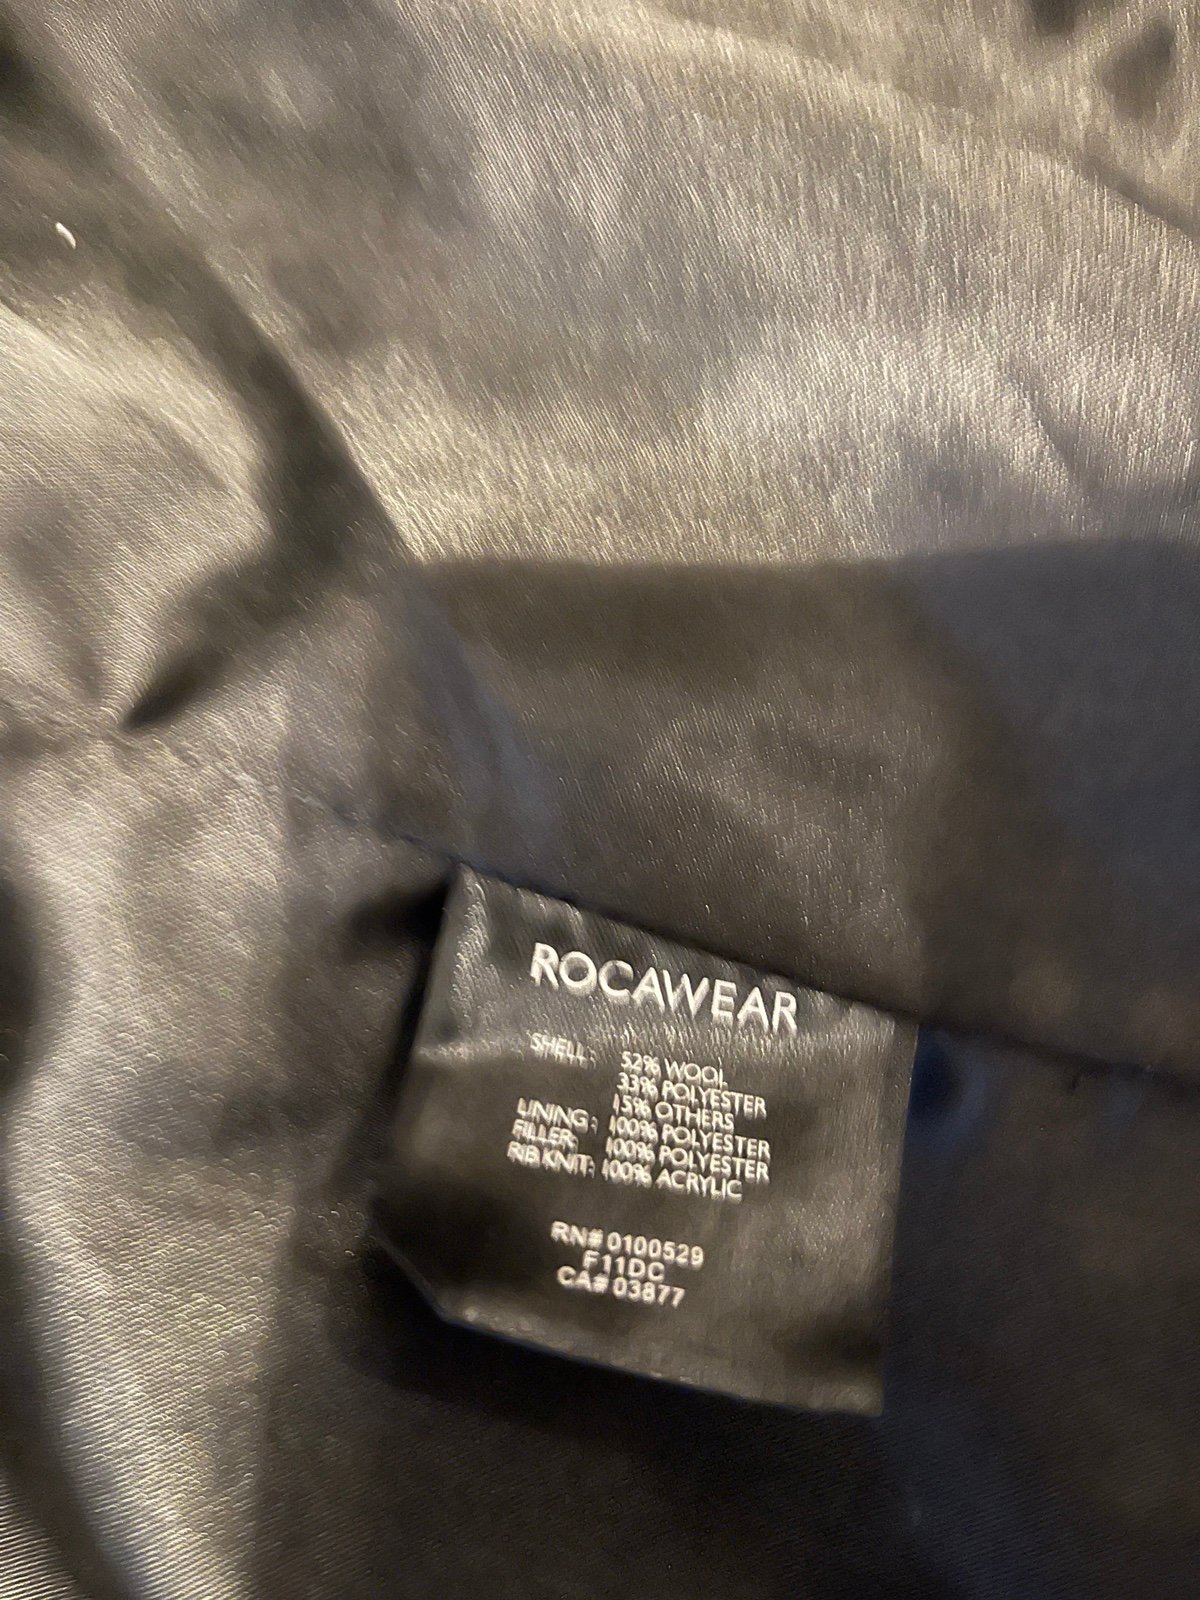 ROCAWEAR
SHELL: 52% WOOL
33% POLYESTER
15% OTHERS
LINING: 100% POLYESTER
FILLER: 100% POLYESTER
RIB KNIT: 100% ACRYLIC
RN# 0100529
F11DC
CA# 03877